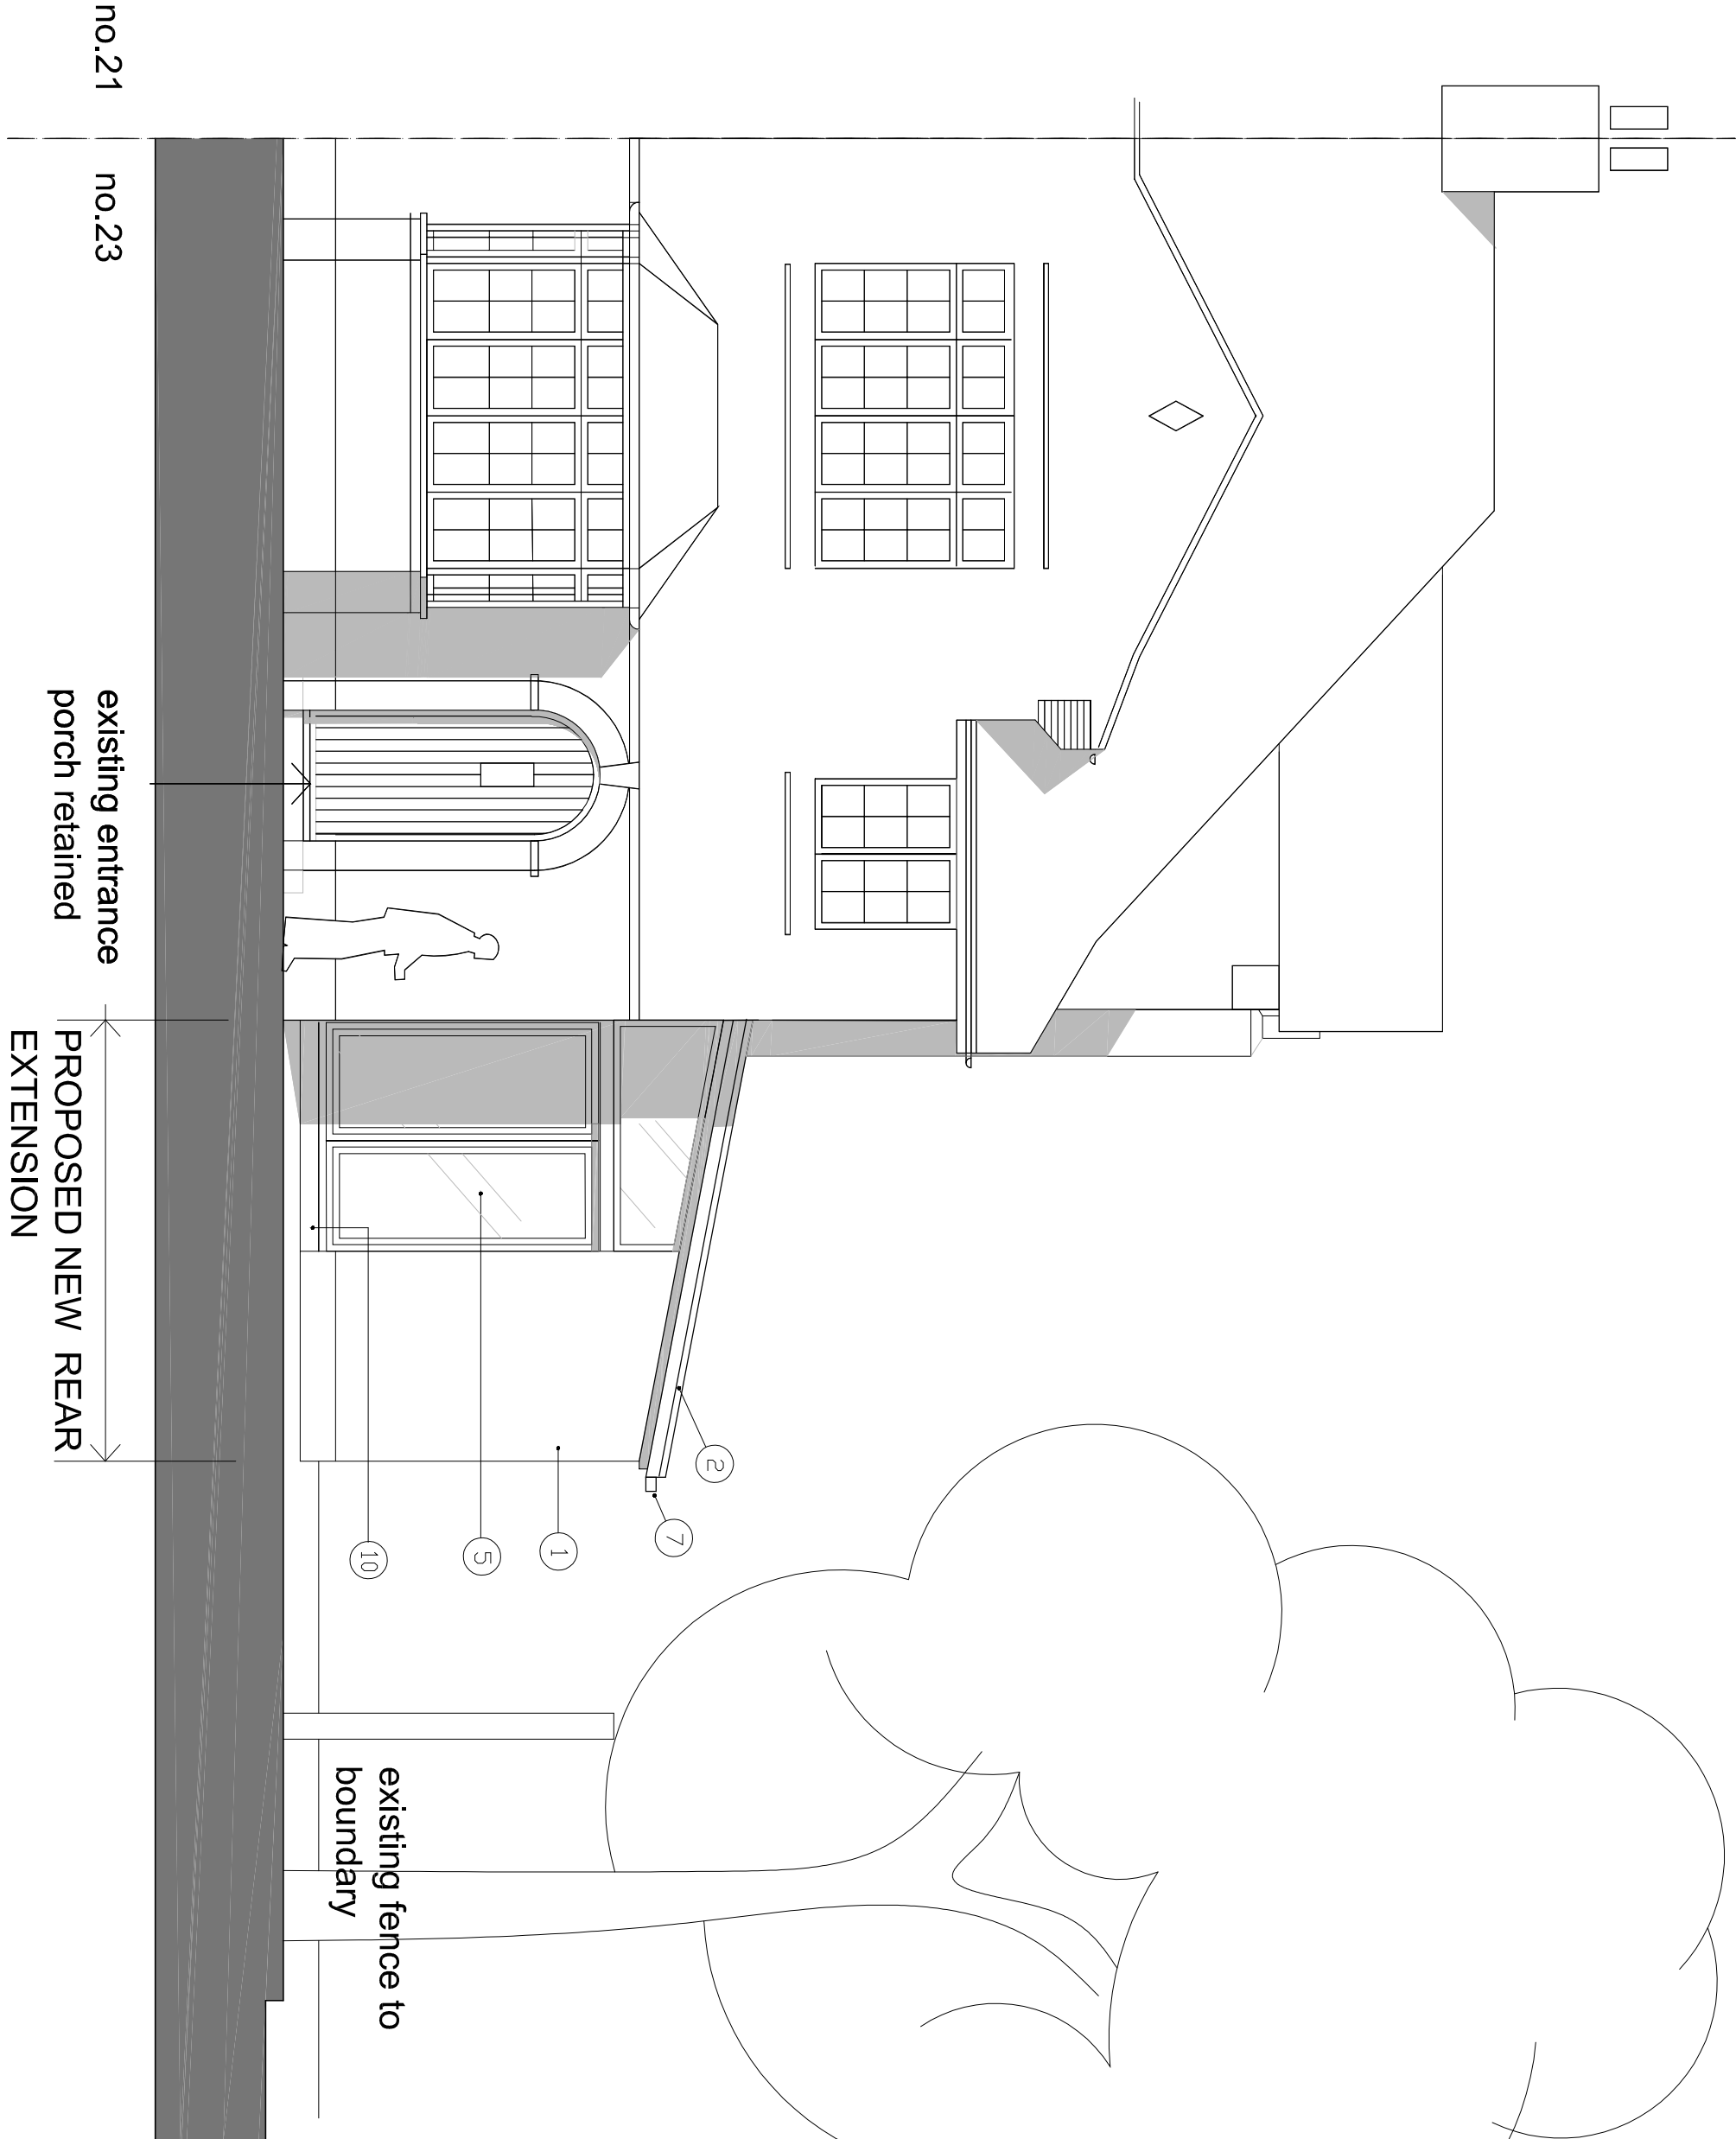 no.21
no.23
existing entrance
porch retained
PROPOSED NEW REAR
EXTENSION
2
7
1
5
10
existing fence to
boundary